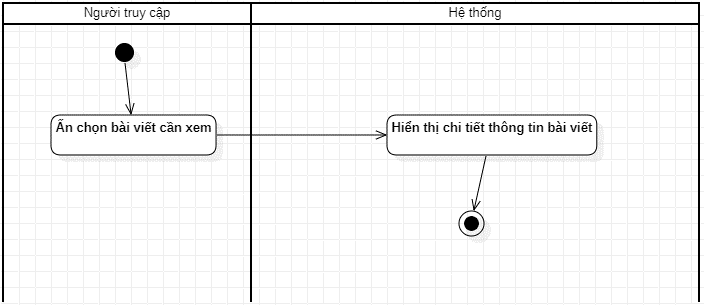 Người truy cập
Hệ thống
Ấn chọn bài viết cần xem
Hiển thị chi tiết thông tin bài viết